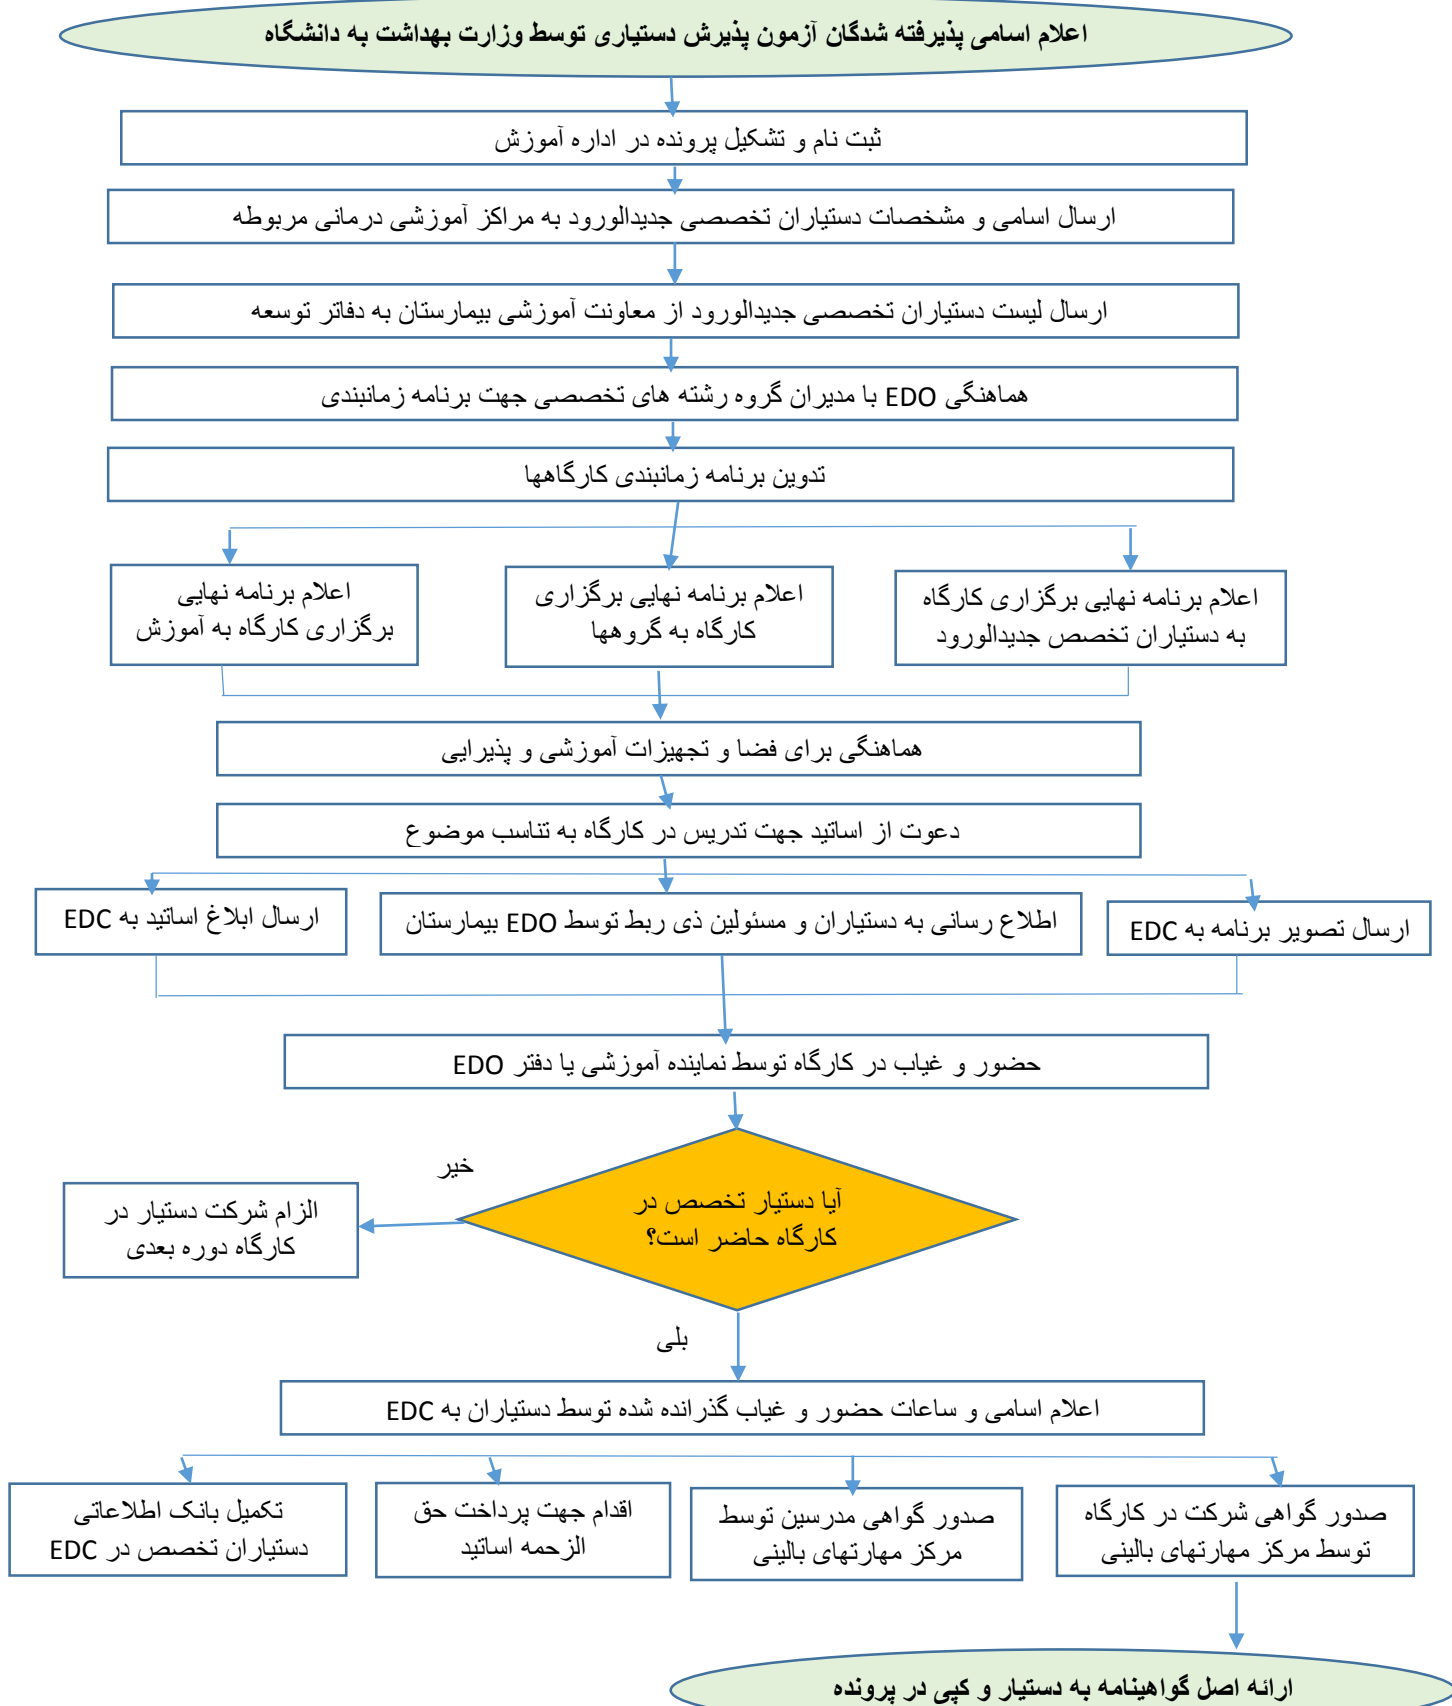 اعلام اسامی پذیرفته شدگان آزمون پذیرش دستیاری توسط وزارت بهداشت به دانشگاه
ثبت نام و تشکیل پرونده در اداره آموزش
ارسال اسامی و مشخصات دستیاران تخصصی جدیدالورود به مراکز آموزشی درمانی مربوطه
ارسال لیست دستیاران تخصصی جدیدالورود از معاونت آموزشی بیمارستان به دفاتر توسعه
هماهنگی EDO با مدیران گروه رشته های تخصصی جهت برنامه زمانبندی
تدوین برنامه زمانبندی کارگاهها
اعلام برنامه نهایی برگزاری کارگاه
به دستیاران تخصص جدیدالورود
اعلام برنامه نهایی برگزاری
کارگاه به گروهها
اعلام برنامه نهایی
برگزاری کارگاه به آموزش
هماهنگی برای فضا و تجهیزات آموزشی و پذیرایی
دعوت از اساتید جهت تدریس در کارگاه به تناسب موضوع
ارسال تصویر برنامه به EDC
اطلاع رسانی به دستیاران و مسئولین ذی ربط توسط EDO بیمارستان
ارسال ابلاغ اساتید به EDC
حضور و غیاب در کارگاه توسط نماینده آموزشی یا دفتر EDO
آیا دستیار تخصص در
کارگاه حاضر است؟
خیر
الزام شرکت دستیار در
کارگاه دوره بعدی
بلی
اعلام اسامی و ساعات حضور و غیاب گذرانده شده توسط دستیاران به EDC
صدور گواهی شرکت در کارگاه
توسط مرکز مهارتهای بالینی
صدور گواهی مدرسین توسط
مرکز مهارتهای بالینی
اقدام جهت پرداخت حق
الزحمه اساتید
تکمیل بانک اطلاعاتی
دستیاران تخصص در EDC
ارائه اصل گواهینامه به دستیار و کپی در پرونده